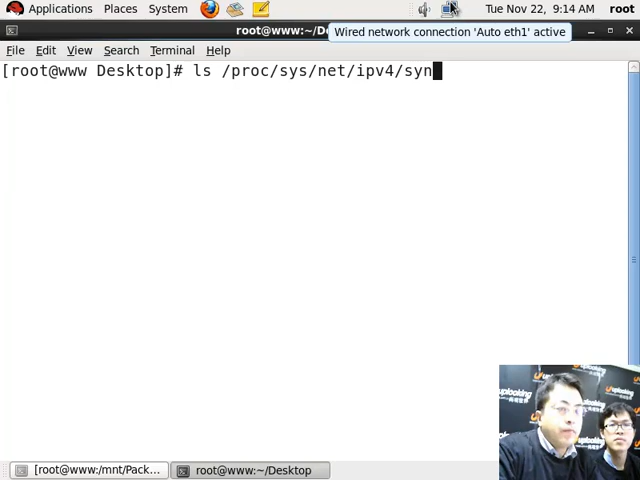 Applications Places System Tue Nov 22, 9:14 AM root
root@www:~/De
Wired network connection 'Auto eth1' active
File Edit View Search Terminal Help
[root@www Desktop]# ls /proc/sys/net/ipv4/syn
uplooking
uplooking
[root@www:/mnt/Pack... root@www:~/Desktop